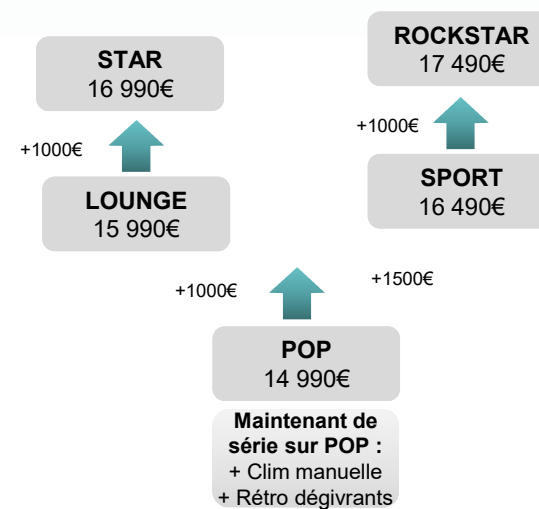 STAR
16 990€
ROCKSTAR
17 490€
+1000€
+1000€
LOUNGE
15 990€
SPORT
16 490€
+1000€
+1500€
POP
14 990€
Maintenant de
série sur POP :
+ Clim manuelle
+ Rétro dégivrants